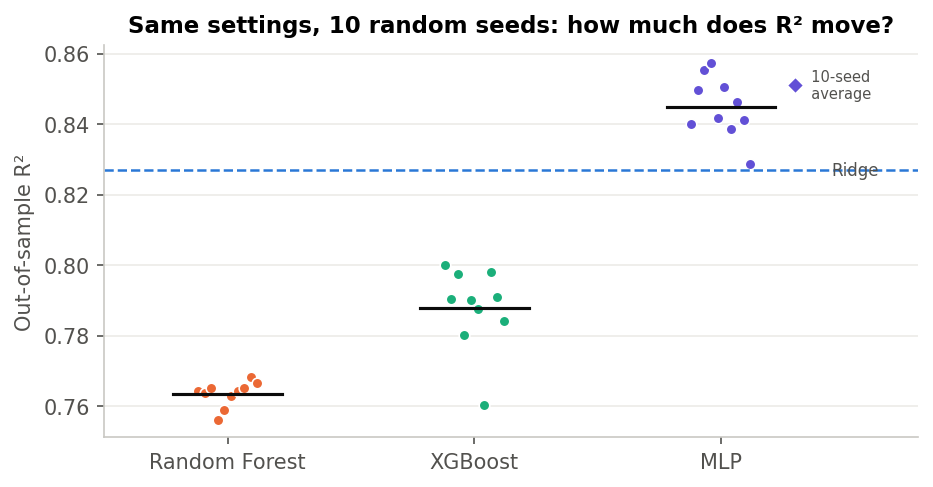 Same settings, 10 random seeds: how much does R² move?
Out-of-sample R²
0.86
0.84
0.82
0.80
0.78
0.76
10-seed
average
Ridge
Random Forest
XGBoost
MLP